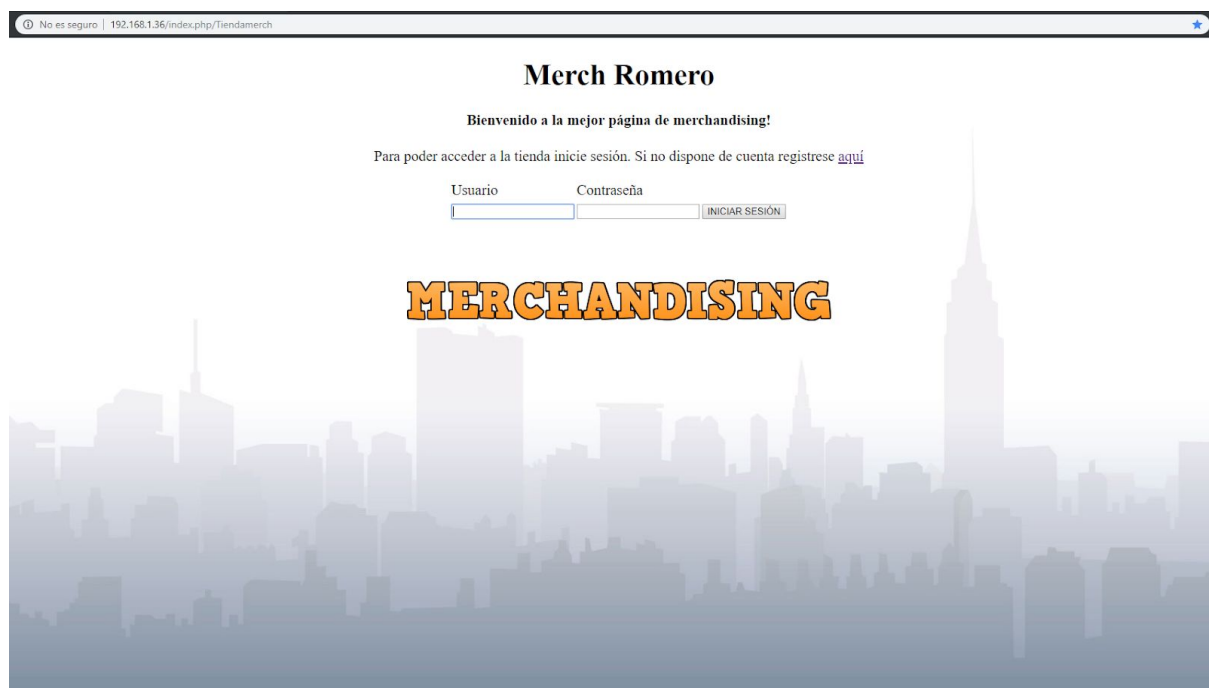 No es seguro | 192.168.1.36/index.php/Tiendamerch
Merch Romero
Bienvenido a la mejor página de merchandising!
Para poder acceder a la tienda inicie sesión. Si no dispone de cuenta registrese aquí
Usuario Contraseña
INICIAR SESIÓN
MERCHANDISING